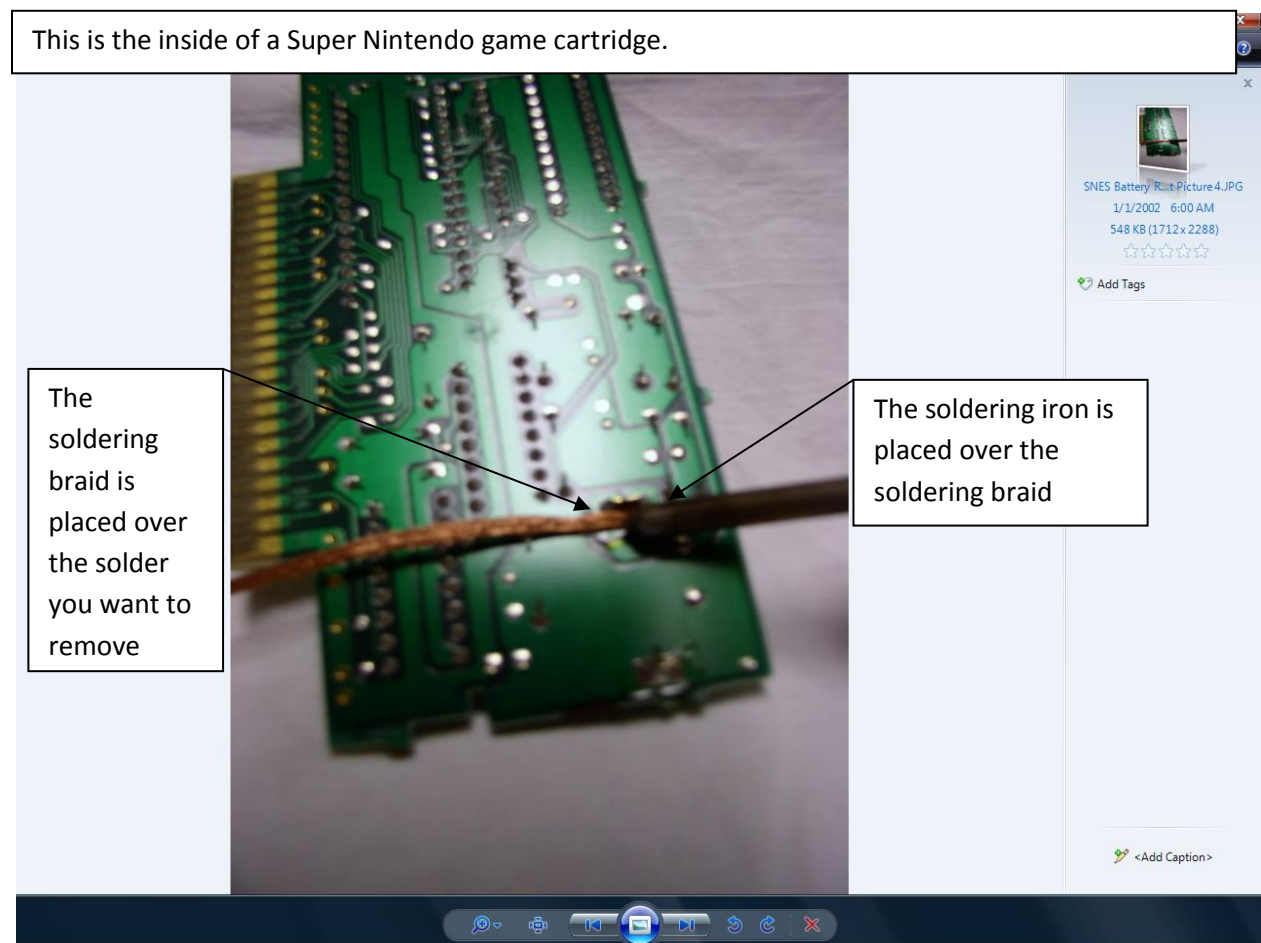 This is the inside of a Super Nintendo game cartridge.
SNES Battery R...t Picture 4.JPG
1/1/2002 6:00 AM
548 KB (1712 x 2288)
Add Tags
The
soldering
braid is
placed over
the solder
you want to
remove
The soldering iron is
placed over the
soldering braid
<Add Caption>